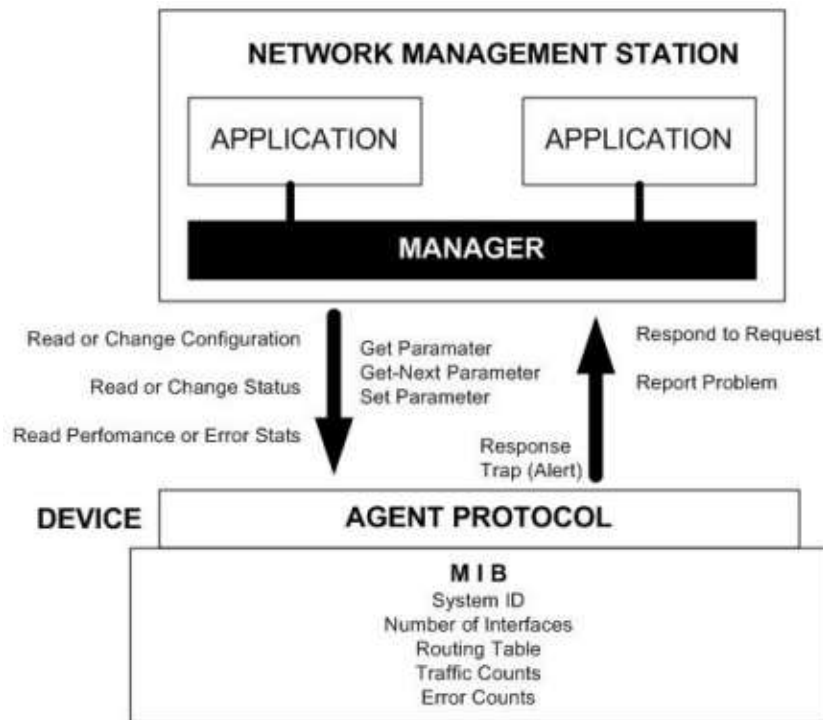 NETWORK MANAGEMENT STATION
APPLICATION
APPLICATION
MANAGER
Read or Change Configuration
Read or Change Status
Read Perfomance or Error Stats
Get Paramater
Get-Next Parameter
Set Parameter
Respond to Request
Report Problem
Response
Trap (Alert)
DEVICE
AGENT PROTOCOL
M I B
System ID
Number of Interfaces
Routing Table
Traffic Counts
Error Counts